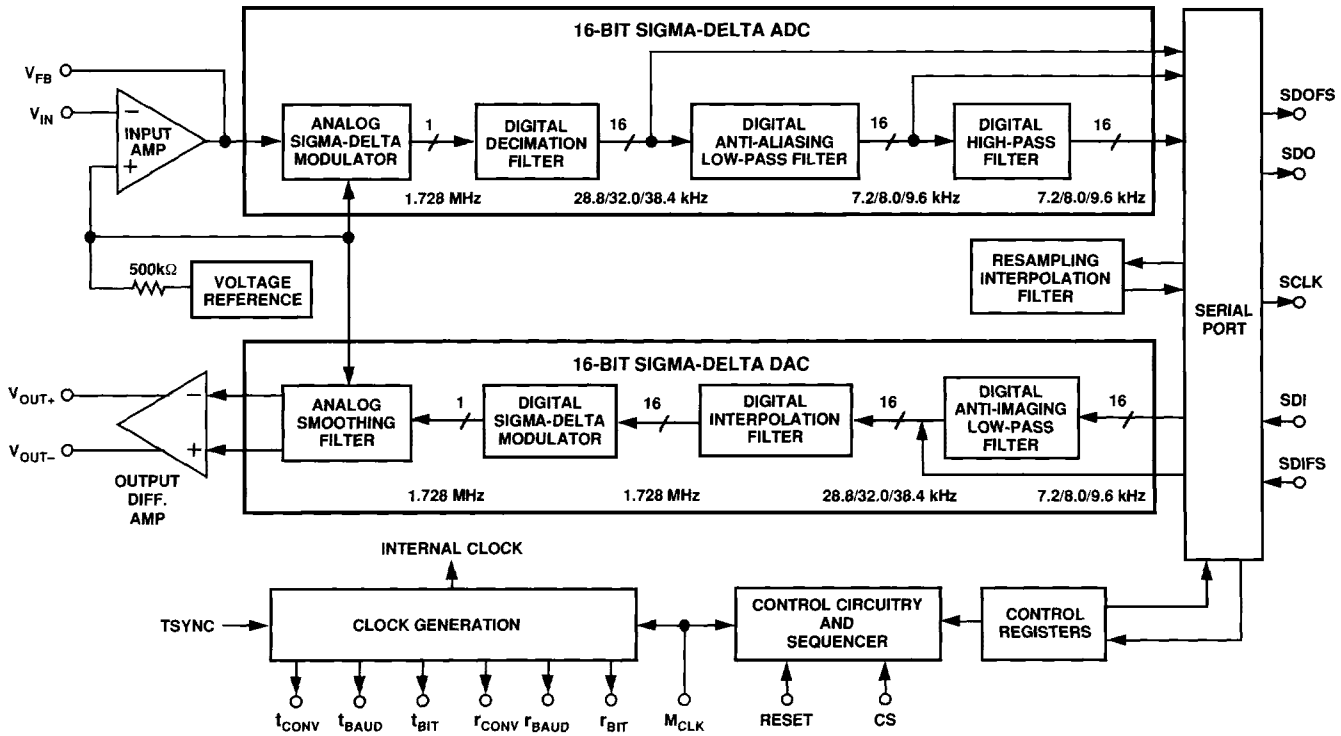 16-BIT SIGMA-DELTA ADC
VFB
VIN
INPUT
AMP
−
+
ANALOG
SIGMA-DELTA
MODULATOR
1
DIGITAL
DECIMATION
FILTER
16
DIGITAL
ANTI-ALIASING
LOW-PASS FILTER
16
DIGITAL
HIGH-PASS
FILTER
16
1.728 MHz
28.8/32.0/38.4 kHz
7.2/8.0/9.6 kHz
7.2/8.0/9.6 kHz
SDOFS
SDO
SCLK
SERIAL
PORT
SDI
SDIFS
500kΩ
VOLTAGE
REFERENCE
RESAMPLING
INTERPOLATION
FILTER
16-BIT SIGMA-DELTA DAC
VOUT+
VOUT−
−
+
OUTPUT
DIFF.
AMP
ANALOG
SMOOTHING
FILTER
1
DIGITAL
SIGMA-DELTA
MODULATOR
16
DIGITAL
INTERPOLATION
FILTER
16
DIGITAL
ANTI-IMAGING
LOW-PASS
FILTER
16
1.728 MHz
1.728 MHz
28.8/32.0/38.4 kHz
7.2/8.0/9.6 kHz
INTERNAL CLOCK
TSYNC
CLOCK GENERATION
CONTROL CIRCUITRY
AND
SEQUENCER
CONTROL
REGISTERS
tCONV
tBAUD
tBIT
rCONV
rBAUD
rBIT
MCLK
RESET
CS